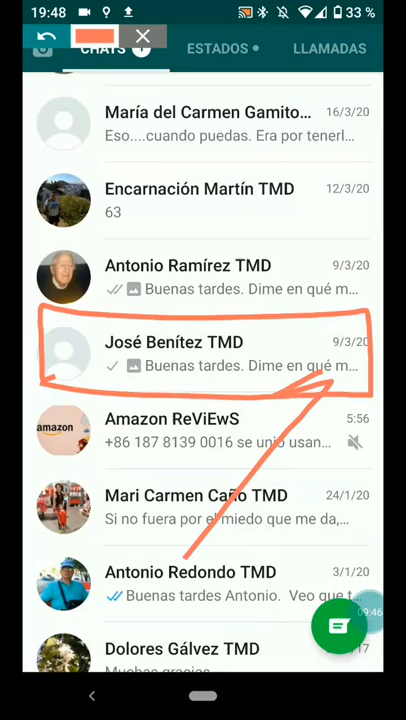 19:48
33 %
CHATS
ESTADOS
LLAMADAS
María del Carmen Gamito... 16/3/20
Eso....cuando puedas. Era por tenerl...
Encarnación Martín TMD 12/3/20
63
Antonio Ramírez TMD 9/3/20
Buenas tardes. Dime en qué m...
José Benítez TMD 9/3/20
Buenas tardes. Dime en qué m...
amazon
Amazon ReViEwS 5:56
+86 187 8139 0016 se unió usan...
Mari Carmen Caño TMD 24/1/20
Si no fuera por el miedo que me da,...
Antonio Redondo TMD 3/1/20
Buenas tardes Antonio. Veo que t...
09:46
Dolores Gálvez TMD
Muchas gracias